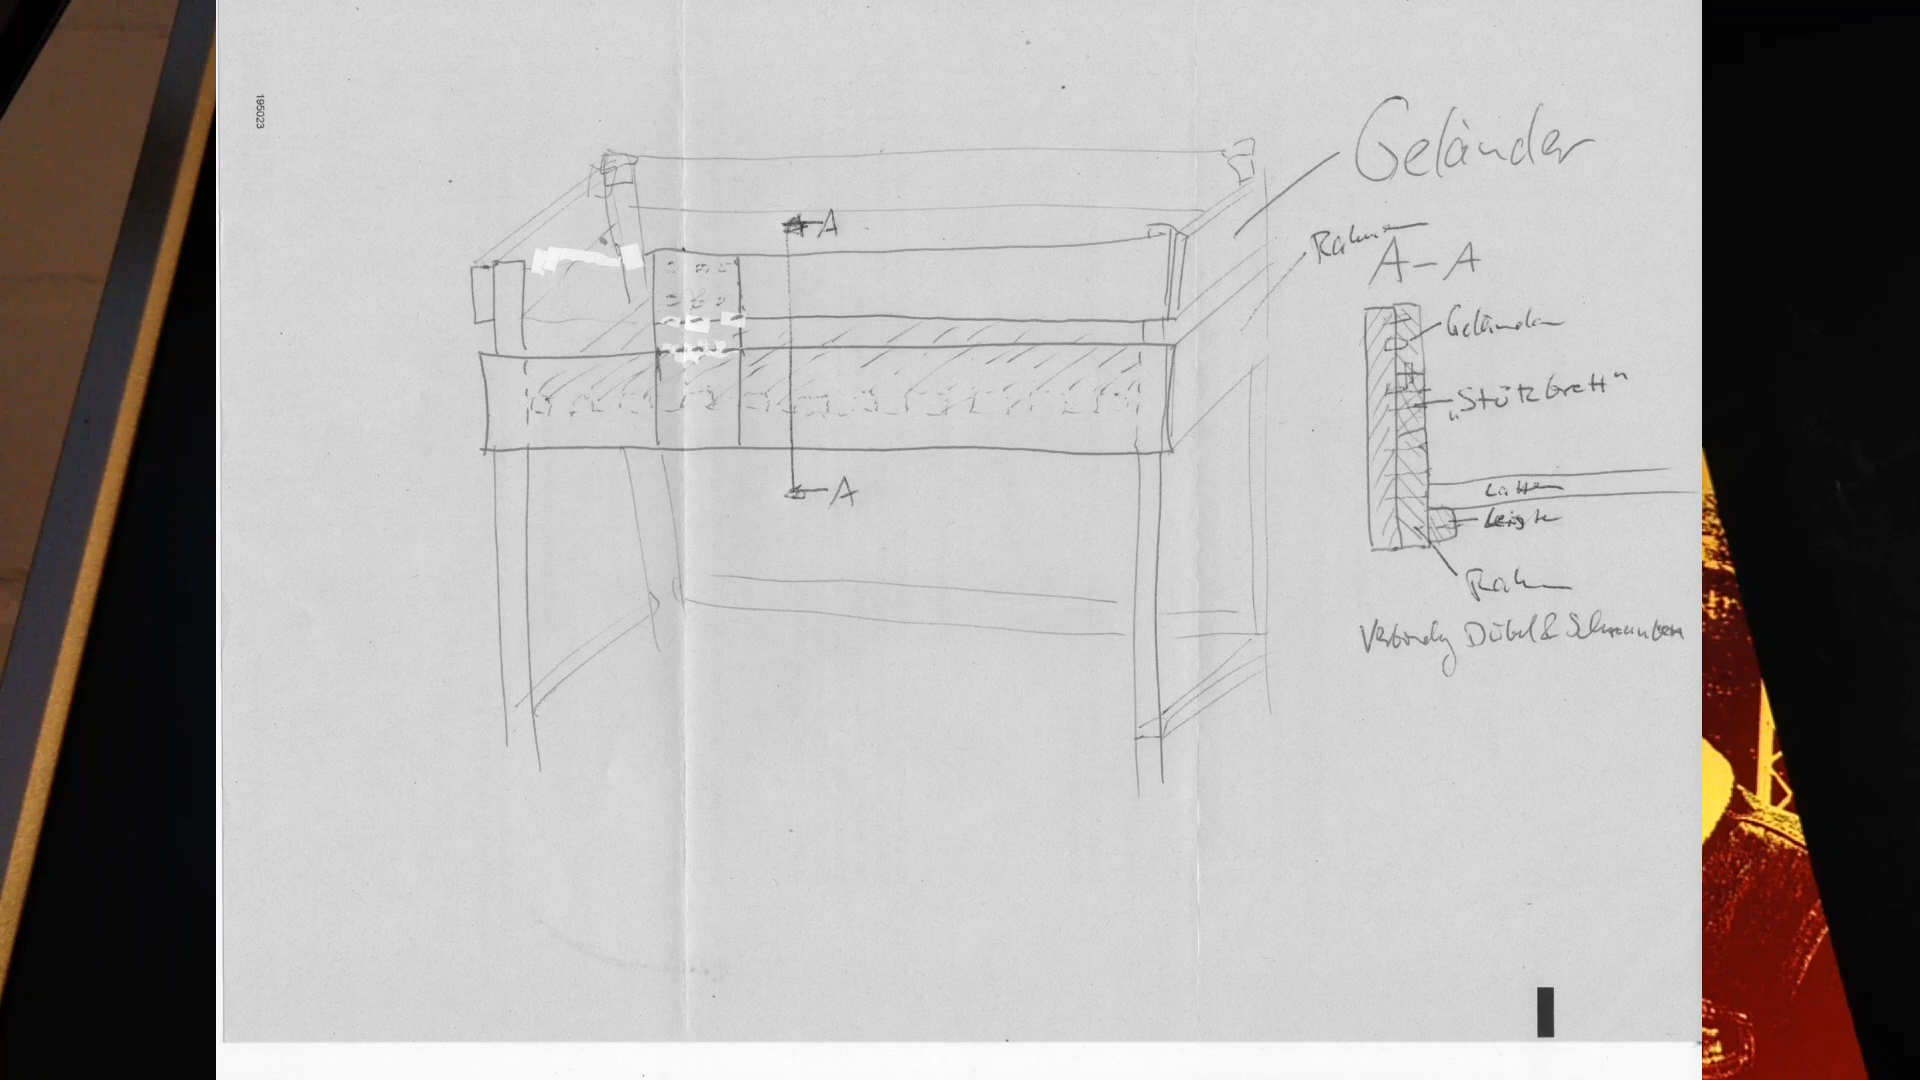 195023
Geländer
Rahmen
A
A-A
Geländer
„Stützbrett“
A
Latten
Leiste
Rahmen
Verbindung Dübel & Schrauben